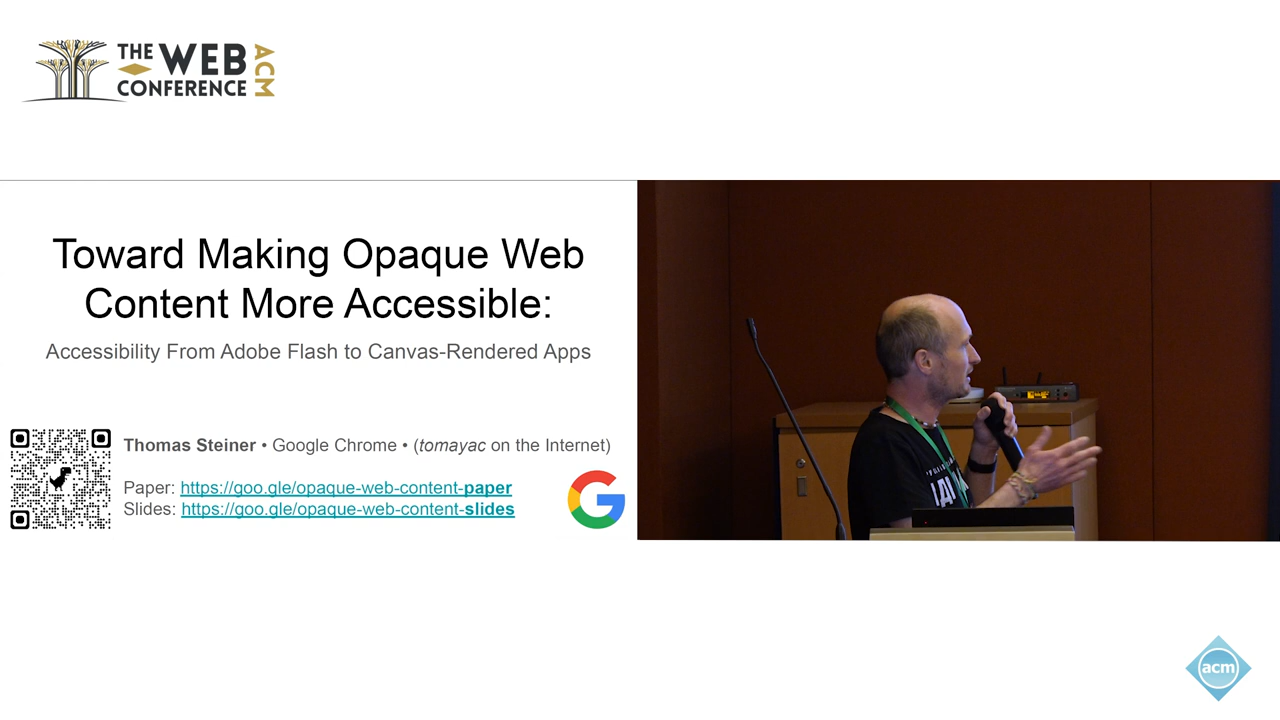 THE WEB
CONFERENCE
ACM
Toward Making Opaque Web
Content More Accessible:
Accessibility From Adobe Flash to Canvas-Rendered Apps
Thomas Steiner • Google Chrome • (tomayac on the Internet)
Paper: https://goo.gle/opaque-web-content-paper
Slides: https://goo.gle/opaque-web-content-slides
acm